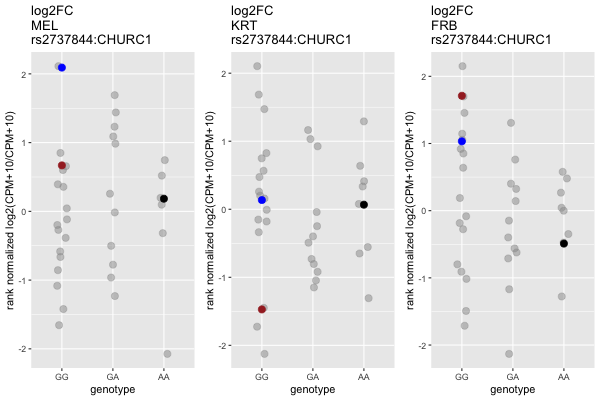 log2FC
MEL
rs2737844:CHURC1
rank normalized log2(CPM+10/CPM+10)
2
1
0
-1
-2
GG
GA
AA
genotype
log2FC
KRT
rs2737844:CHURC1
rank normalized log2(CPM+10/CPM+10)
2
1
0
-1
-2
GG
GA
AA
genotype
log2FC
FRB
rs2737844:CHURC1
rank normalized log2(CPM+10/CPM+10)
2
1
0
-1
-2
GG
GA
AA
genotype